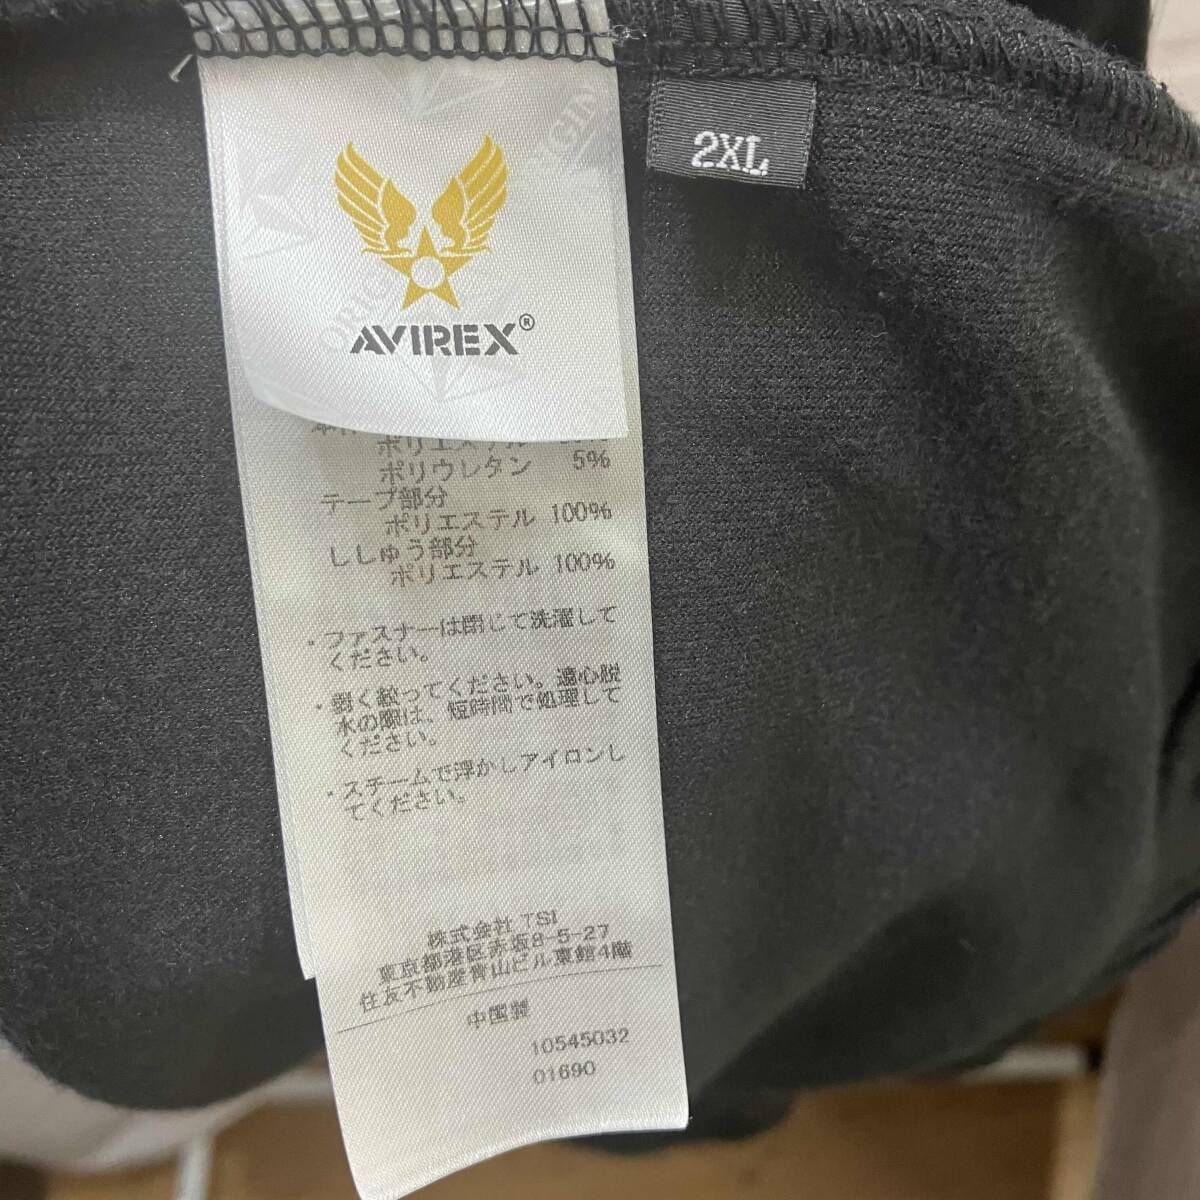 2XL
AVIREX®
ポリエステル
ポリウレタン 5%
テープ部分
ポリエステル 100%
ししゅう部分
ポリエステル 100%
・ファスナーは閉じて洗濯して
ください。
・弱く絞ってください。遠心脱
水の際は、短時間で処理して
ください。
・スチームで浮かしアイロンし
てください。
株式会社 TSI
東京都港区赤坂8-5-27
住友不動産青山ビル東館4階
中国製
10545032
01690